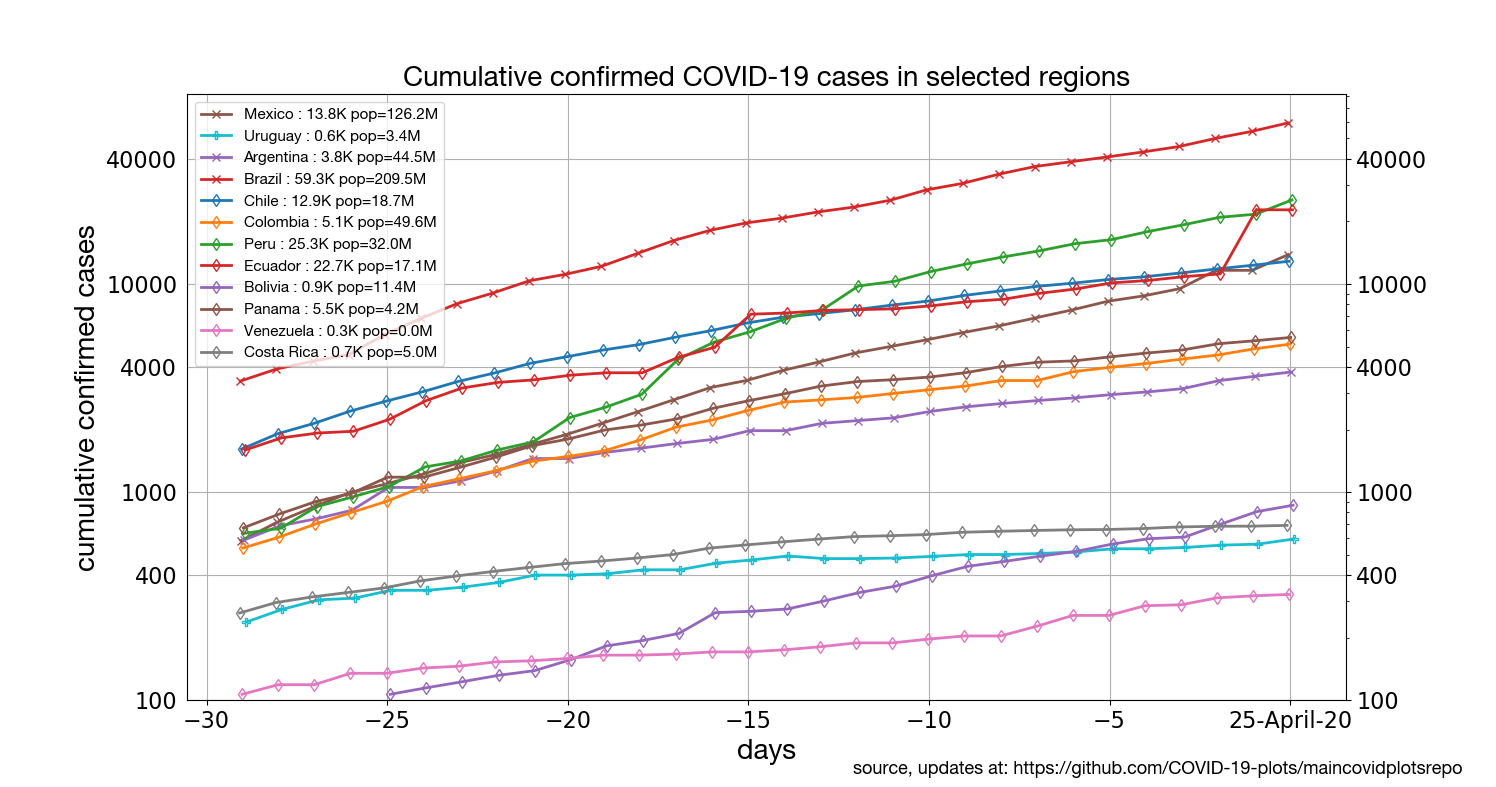 Cumulative confirmed COVID-19 cases in selected regions
Mexico : 13.8K pop=126.2M
Uruguay : 0.6K pop=3.4M
Argentina : 3.8K pop=44.5M
Brazil : 59.3K pop=209.5M
Chile : 12.9K pop=18.7M
Colombia : 5.1K pop=49.6M
Peru : 25.3K pop=32.0M
Ecuador : 22.7K pop=17.1M
Bolivia : 0.9K pop=11.4M
Panama : 5.5K pop=4.2M
Venezuela : 0.3K pop=0.0M
Costa Rica : 0.7K pop=5.0M
cumulative confirmed cases
40000
10000
4000
1000
400
100
40000
10000
4000
1000
400
100
−30 −25 −20 −15 −10 −5 25-April-20
days
source, updates at: https://github.com/COVID-19-plots/maincovidplotsrepo